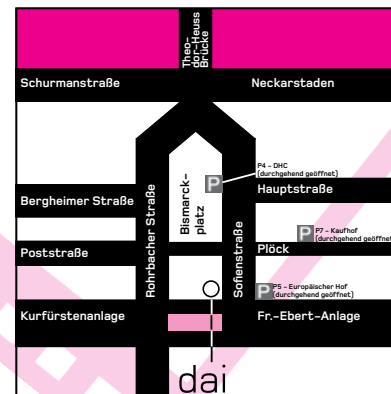 Theo-
dor-Heuss
Brücke
Schurmanstraße
Neckarstaden
P4 – DHC
(durchgehend geöffnet)
P
Hauptstraße
Bergheimer Straße
Rohrbacher Straße
Bismarck-
platz
Sofienstraße
P
P7 – Kaufhof
(durchgehend geöffnet)
Poststraße
Plöck
P
P5 – Europäischer Hof
(durchgehend geöffnet)
Kurfürstenanlage
Fr.-Ebert-Anlage
dai